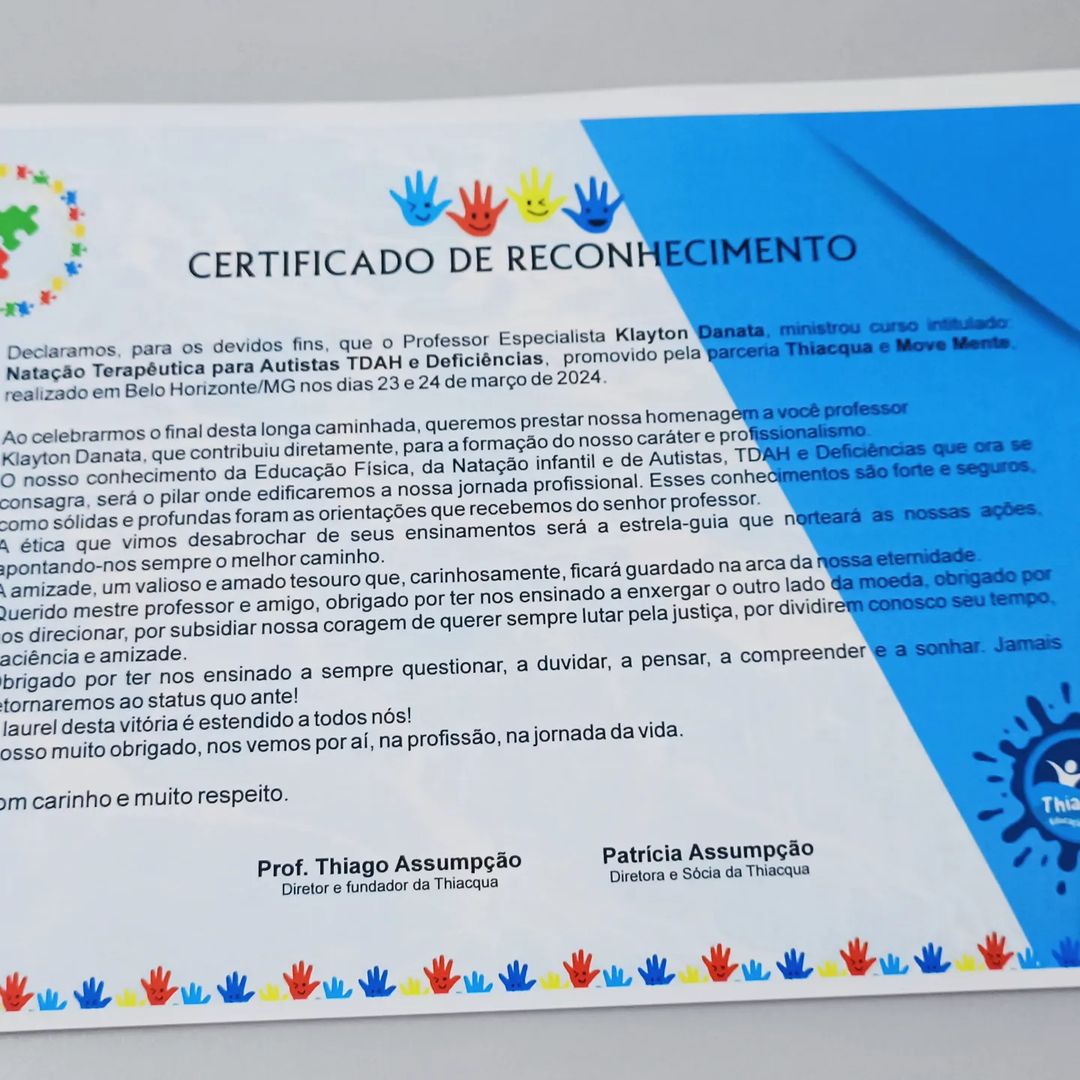 CERTIFICADO DE RECONHECIMENTO
Declaramos, para os devidos fins, que o Professor Especialista Klayton Danata, ministrou curso intitulado:
Natação Terapêutica para Autistas TDAH e Deficiências, promovido pela parceria Thiacqua e Move Mente,
realizado em Belo Horizonte/MG nos dias 23 e 24 de março de 2024.
Ao celebrarmos o final desta longa caminhada, queremos prestar nossa homenagem a você professor
Klayton Danata, que contribuiu diretamente, para a formação do nosso caráter e profissionalismo.
O nosso conhecimento da Educação Física, da Natação infantil e de Autistas, TDAH e Deficiências que ora se
consagra, será o pilar onde edificaremos a nossa jornada profissional. Esses conhecimentos são forte e seguros,
como sólidas e profundas foram as orientações que recebemos do senhor professor.
A ética que vimos desabrochar de seus ensinamentos será a estrela-guia que norteará as nossas ações,
apontando-nos sempre o melhor caminho.
A amizade, um valioso e amado tesouro que, carinhosamente, ficará guardado na arca da nossa eternidade.
Querido mestre professor e amigo, obrigado por ter nos ensinado a enxergar o outro lado da moeda, obrigado por
os direcionar, por subsidiar nossa coragem de querer sempre lutar pela justiça, por dividirem conosco seu tempo,
aciência e amizade.
brigado por ter nos ensinado a sempre questionar, a duvidar, a pensar, a compreender e a sonhar. Jamais
etornaremos ao status quo ante!
laurel desta vitória é estendido a todos nós!
osso muito obrigado, nos vemos por aí, na profissão, na jornada da vida.
om carinho e muito respeito.
Thia
Prof. Thiago Assumpção
Diretor e fundador da Thiacqua
Patrícia Assumpção
Diretora e Sócia da Thiacqua